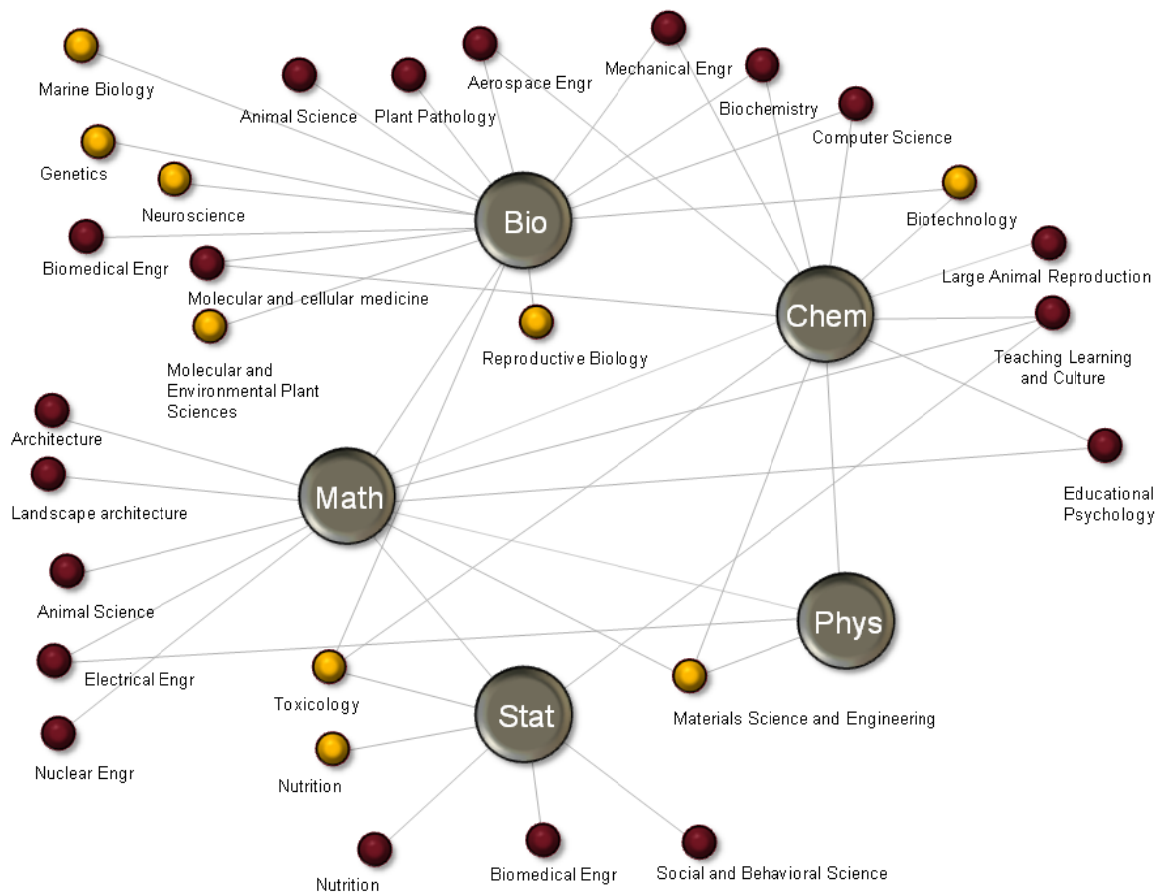 Marine Biology
Animal Science
Plant Pathology
Aerospace Engr
Mechanical Engr
Biochemistry
Computer Science
Genetics
Neuroscience
Bio
Biotechnology
Biomedical Engr
Molecular and cellular medicine
Large Animal Reproduction
Chem
Reproductive Biology
Teaching Learning
and Culture
Molecular and
Environmental Plant
Sciences
Architecture
Math
Educational
Psychology
Landscape architecture
Animal Science
Phys
Electrical Engr
Toxicology
Stat
Materials Science and Engineering
Nuclear Engr
Nutrition
Nutrition
Biomedical Engr
Social and Behavioral Science